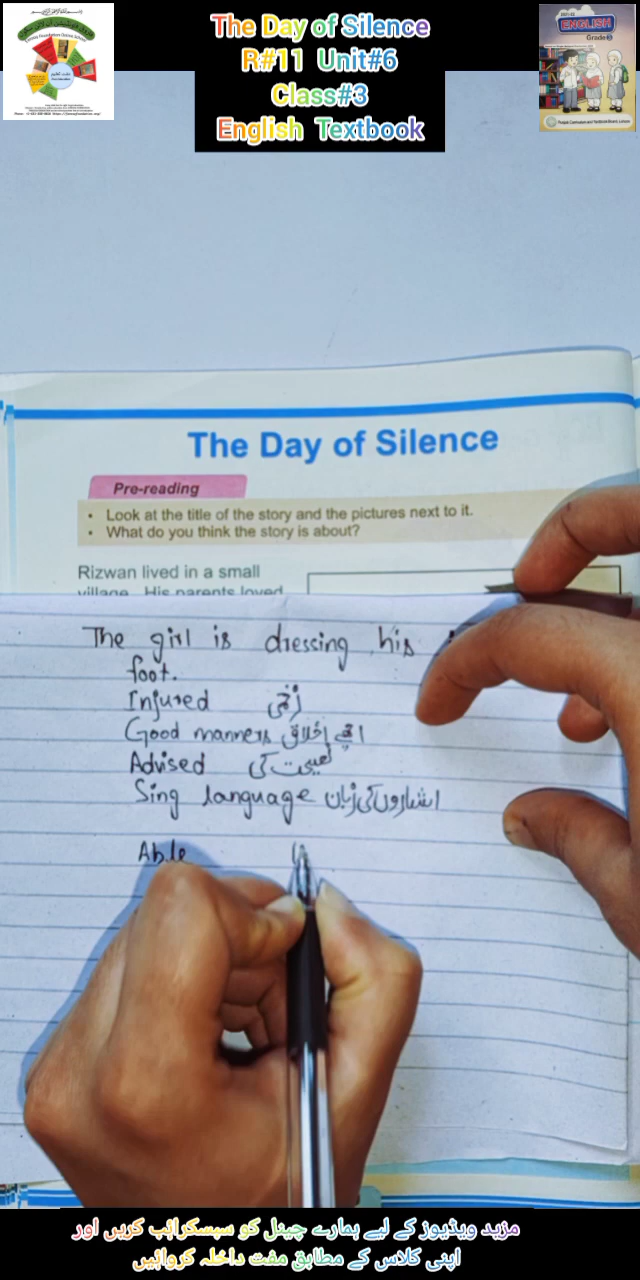 The Day of Silence
R#11 Unit#6
Class#3
English Textbook
ENGLISH
Grade 3
The Day of Silence
Pre-reading
• Look at the title of the story and the pictures next to it.
• What do you think the story is about?
Rizwan lived in a small
village. His parents loved
The girl is dressing his
foot.
Injured زخمی
Good manners اچھے اخلاق
Advised نصیحت کی
Sing language اشاروں کی زبان
Able
مزید ویڈیوز کے لیے ہمارے چینل کو سبسکرائب کریں اور
اپنی کلاس کے مطابق مفت داخلہ کروائیں